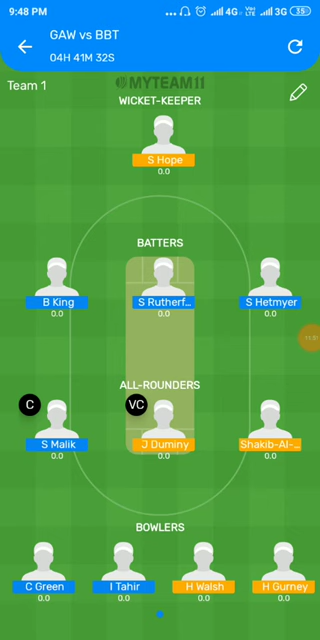 9:48 PM ... 4G Vo LTE 3G 35
GAW vs BBT
04H 41M 32S
Team 1
MYTEAM11
WICKET-KEEPER
S Hope
0.0
BATTERS
B King S Rutherf... S Hetmyer
0.0 0.0 0.0
ALL-ROUNDERS
C VC
S Malik J Duminy Shakib-Al-...
0.0 0.0 0.0
BOWLERS
C Green I Tahir H Walsh H Gurney
0.0 0.0 0.0 0.0